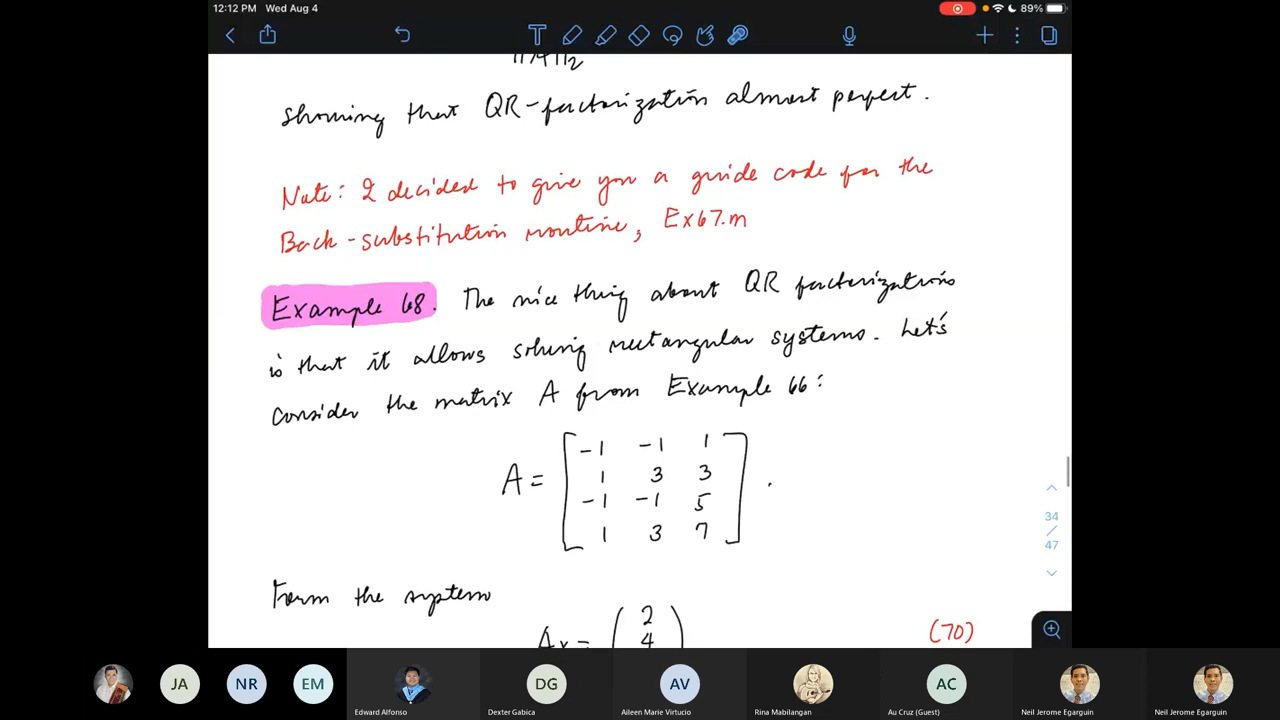 12:12 PM Wed Aug 4
89%
T
‖A‖₂
showing that QR-factorization almost perfect.
Note: I decided to give you a guide code for the
Back-substitution routine, Ex67.m
Example 68. The nice thing about QR factorizations
is that it allows solving rectangular systems. Let's
consider the matrix A from Example 66:
A = [ -1 -1 1
1 3 3
-1 -1 5
1 3 7 ].
34
/
47
Form the system
Ax = ( 2
4 )
(70)
JA
NR
EM
DG
AV
AC
Edward Alfonso
Dexter Gabica
Aileen Marie Virtucio
Rina Mabilangan
Au Cruz (Guest)
Neil Jerome Egarguin
Neil Jerome Egarguin